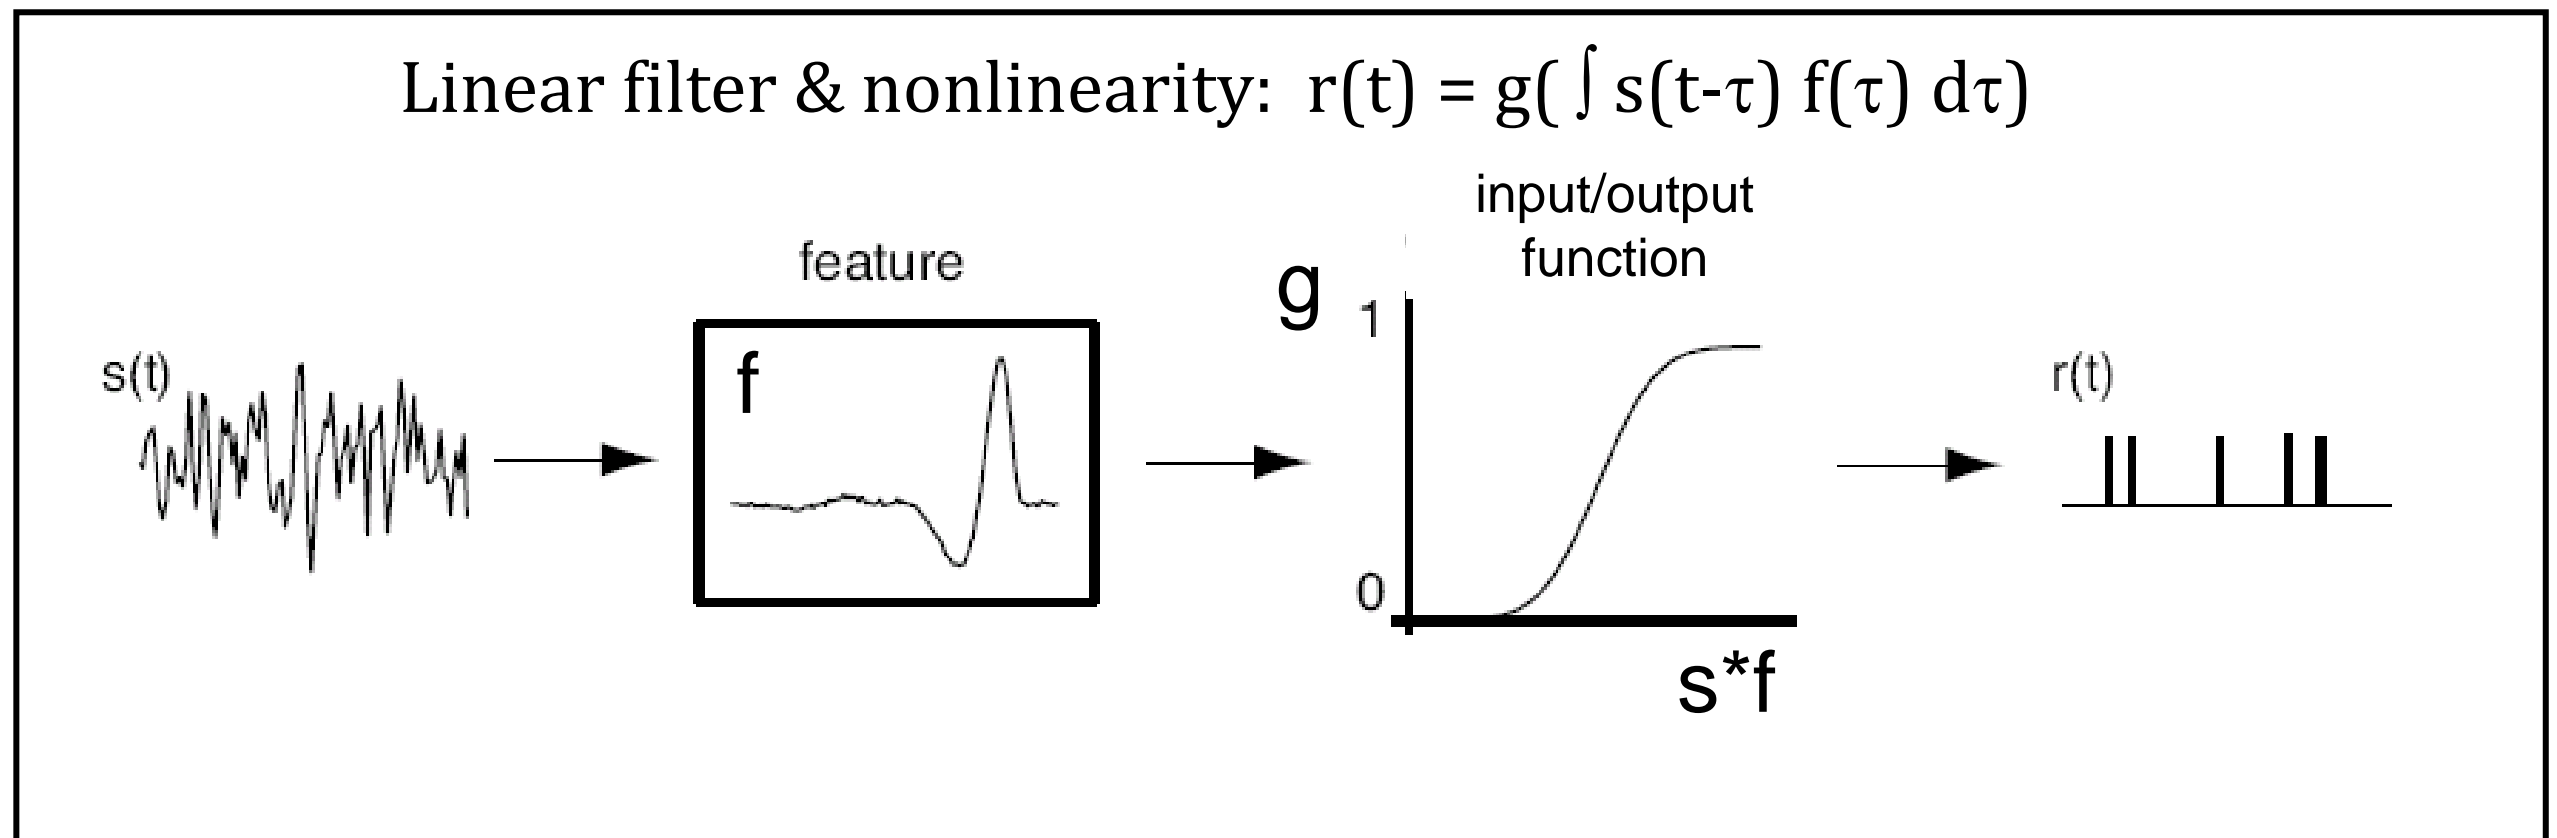 Linear filter & nonlinearity: r(t) = g( ∫ s(t-τ) f(τ) dτ)
input/output
function
feature
g
1
s(t)
f
r(t)
0
s*f